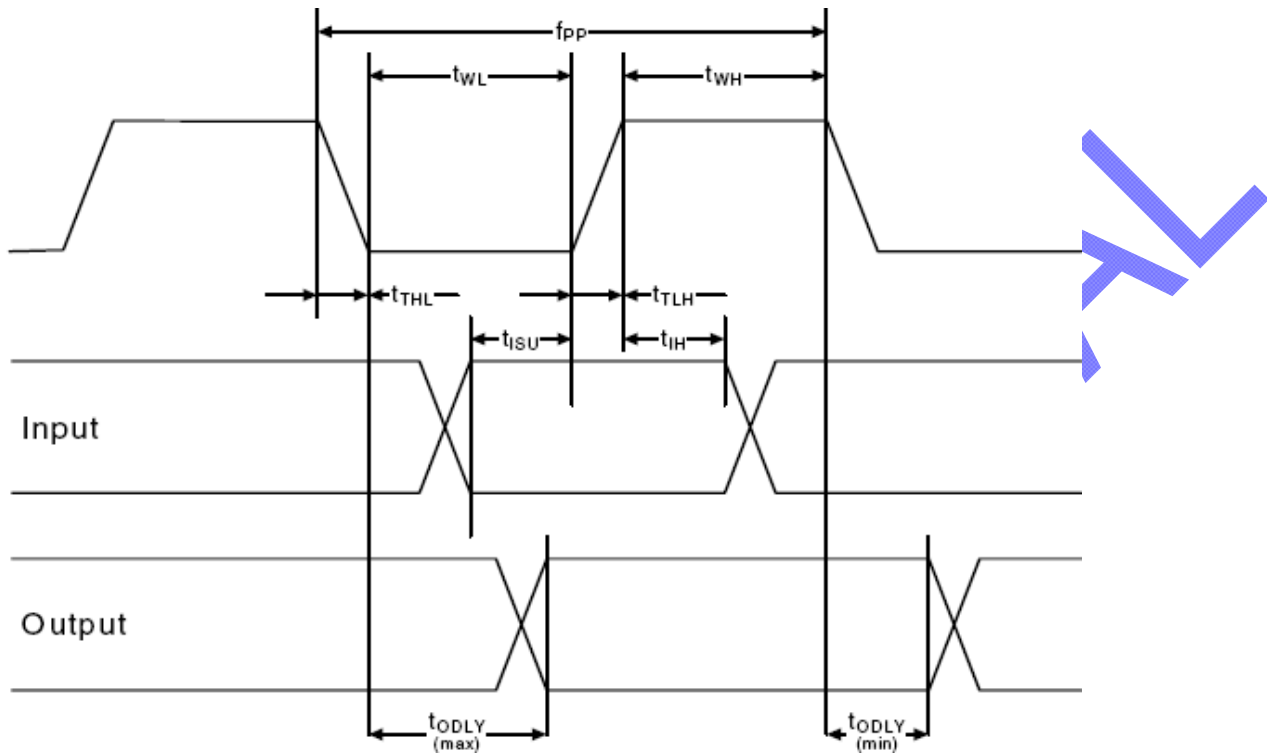 fPP
tWL
tWH
tTHL
tTLH
tISU
tIH
Input
Output
tODLY
(max)
tODLY
(min)